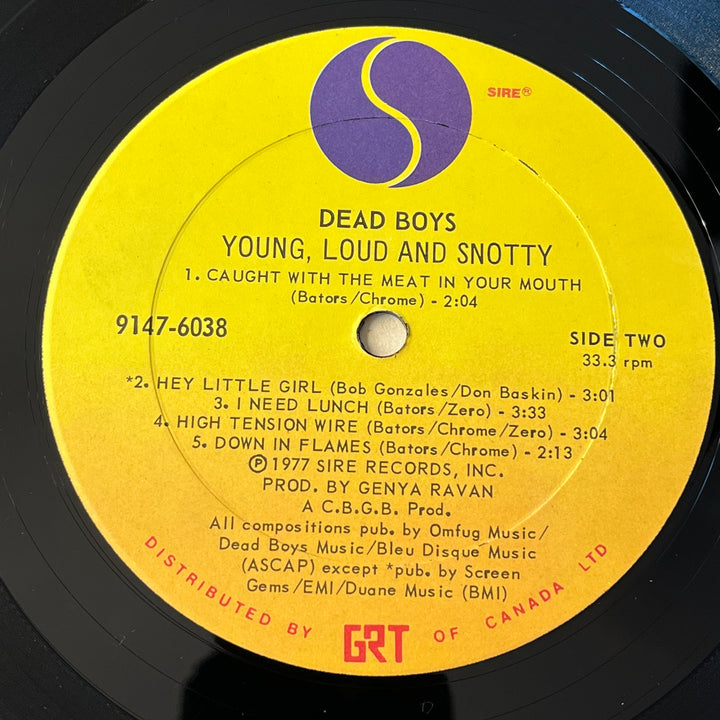 SIRE®
DEAD BOYS
YOUNG, LOUD AND SNOTTY
1. CAUGHT WITH THE MEAT IN YOUR MOUTH
(Bators/Chrome) - 2:04
9147-6038
SIDE TWO
33.3 rpm
*2. HEY LITTLE GIRL (Bob Gonzales/Don Baskin) - 3:01
3. I NEED LUNCH (Bators/Zero) - 3:33
4. HIGH TENSION WIRE (Bators/Chrome/Zero) - 3:04
5. DOWN IN FLAMES (Bators/Chrome) - 2:13
℗1977 SIRE RECORDS, INC.
PROD. BY GENYA RAVAN
A C.B.G.B. Prod.
All compositions pub. by Omfug Music/
Dead Boys Music/Bleu Disque Music
(ASCAP) except *pub. by Screen
Gems/EMI/Duane Music (BMI)
DISTRIBUTED BY GRT OF CANADA LTD